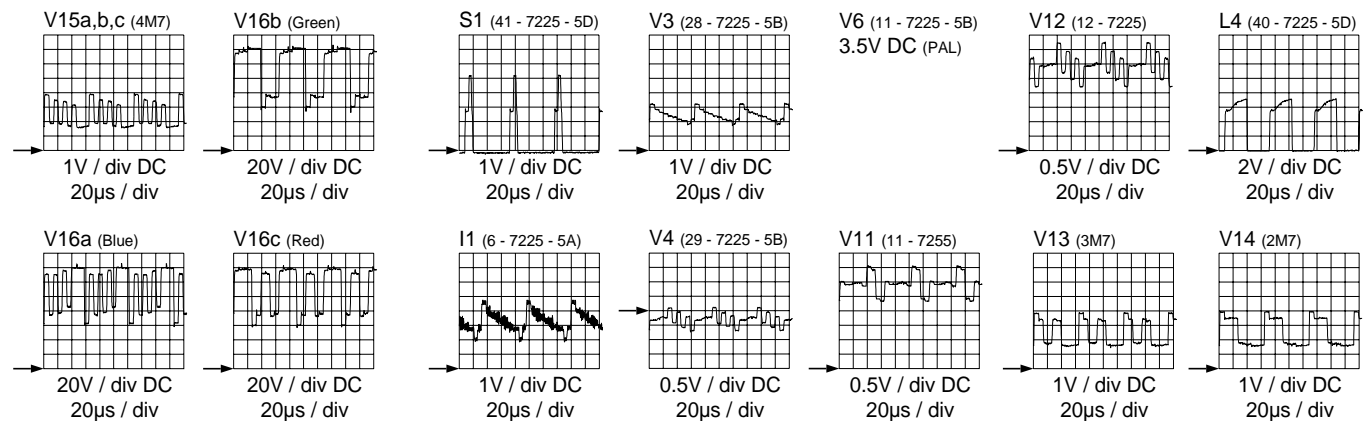 V15a,b,c (4M7)
1V / div DC
20µs / div
V16b (Green)
20V / div DC
20µs / div
S1 (41 - 7225 - 5D)
1V / div DC
20µs / div
V3 (28 - 7225 - 5B)
1V / div DC
20µs / div
V6 (11 - 7225 - 5B)
3.5V DC (PAL)
V12 (12 - 7225)
0.5V / div DC
20µs / div
L4 (40 - 7225 - 5D)
2V / div DC
20µs / div
V16a (Blue)
20V / div DC
20µs / div
V16c (Red)
20V / div DC
20µs / div
I1 (6 - 7225 - 5A)
1V / div DC
20µs / div
V4 (29 - 7225 - 5B)
0.5V / div DC
20µs / div
V11 (11 - 7255)
0.5V / div DC
20µs / div
V13 (3M7)
1V / div DC
20µs / div
V14 (2M7)
1V / div DC
20µs / div